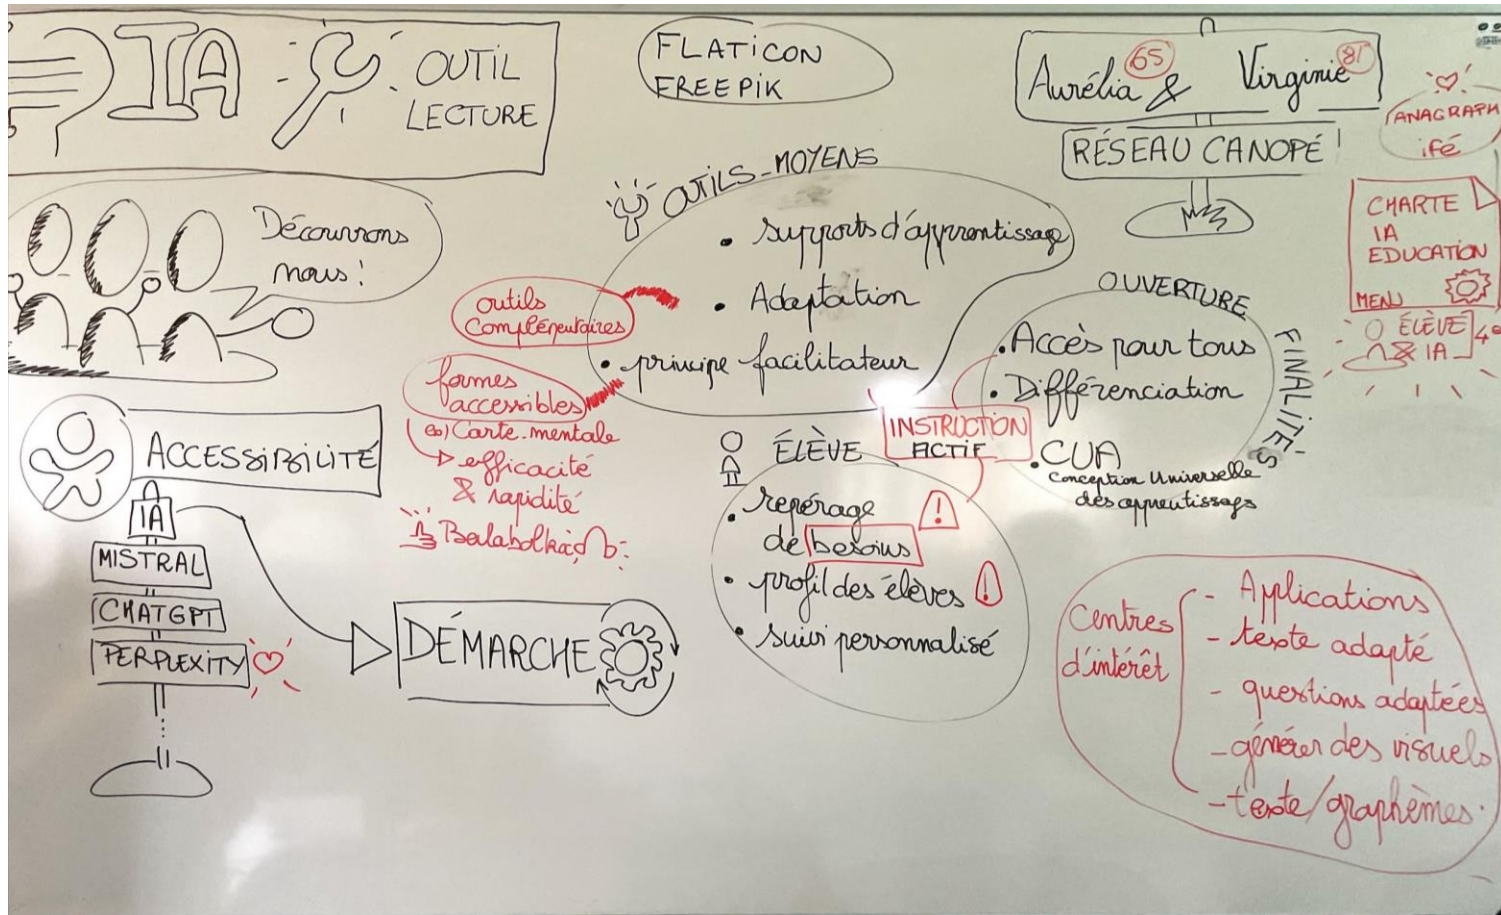 IA
OUTIL
LECTURE
FLATICON
FREEPIK
Aurélia 65 & Virginie 81
RÉSEAU CANOPÉ !
ANAGRAPH
ifé
CHARTE
IA
EDUCATION
MENU
ÉLÈVE
& IA
Découvrons
nous !
OUTILS-MOYENS
• supports d'apprentissage
• Adaptation
• principe facilitateur
outils
complémentaires
formes
accessibles
ex) Carte mentale
efficacité
& rapidité
Balabolka
OUVERTURE
FINALITÉS
• Accès pour tous
• Différenciation
• CUA
Conception Universelle
des apprentissags
INSTRUCTION
ACTIF
ÉLÈVE
• repérage
de besoins
• profil des élèves
• suivi personnalisé
ACCESSIBILITÉ
IA
MISTRAL
CHATGPT
PERPLEXITY
DÉMARCHE
Centres
d'intérêt
- Applications
- texte adapté
- questions adaptées
- générer des visuels
- texte/graphèmes.